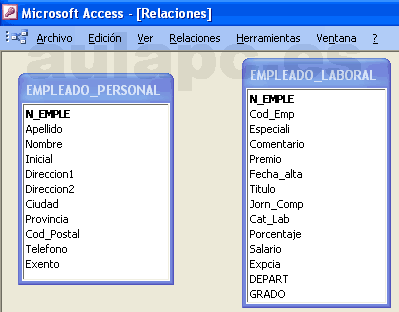 Microsoft Access - [Relaciones]
Archivo Edición Ver Relaciones Herramientas Ventana ?
aulapc.es
EMPLEADO_PERSONAL
N_EMPLE
Apellido
Nombre
Inicial
Direccion1
Direccion2
Ciudad
Provincia
Cod_Postal
Telefono
Exento
EMPLEADO_LABORAL
N_EMPLE
Cod_Emp
Especiali
Comentario
Premio
Fecha_alta
Titulo
Jorn_Comp
Cat_Lab
Porcentaje
Salario
Expcia
DEPART
GRADO